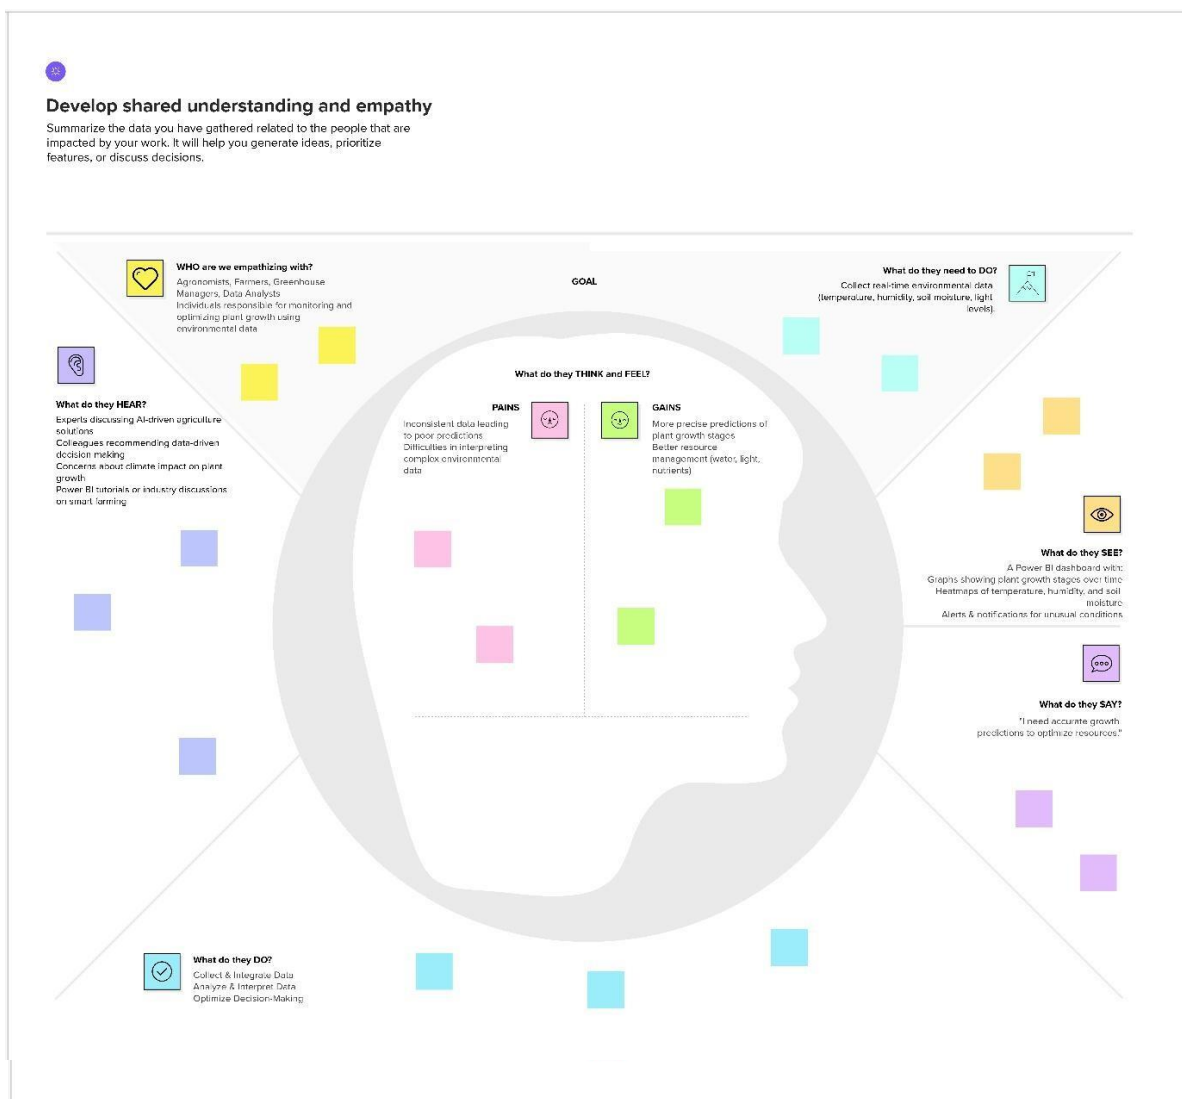 Develop shared understanding and empathy
Summarize the data you have gathered related to the people that are
impacted by your work. It will help you generate ideas, prioritize
features, or discuss decisions.
WHO are we empathizing with?
Agronomists, Farmers, Greenhouse
Managers, Data Analysts
Individuals responsible for monitoring and
optimizing plant growth using
environmental data
GOAL
What do they need to DO?
Collect real-time environmental data
(temperature, humidity, soil moisture, light
levels).
What do they HEAR?
Experts discussing AI-driven agriculture
solutions
Colleagues recommending data-driven
decision making
Concerns about climate impact on plant
growth
Power BI tutorials or industry discussions
on smart farming
What do they THINK and FEEL?
PAINS
Inconsistent data leading
to poor predictions
Difficulties in interpreting
complex environmental
data
GAINS
More precise predictions of
plant growth stages
Better resource
management (water, light,
nutrients)
What do they SEE?
A Power BI dashboard with:
Graphs showing plant growth stages over time
Heatmaps of temperature, humidity, and soil
moisture
Alerts & notifications for unusual conditions
What do they SAY?
"I need accurate growth
predictions to optimize resources."
What do they DO?
Collect & Integrate Data
Analyze & Interpret Data
Optimize Decision-Making